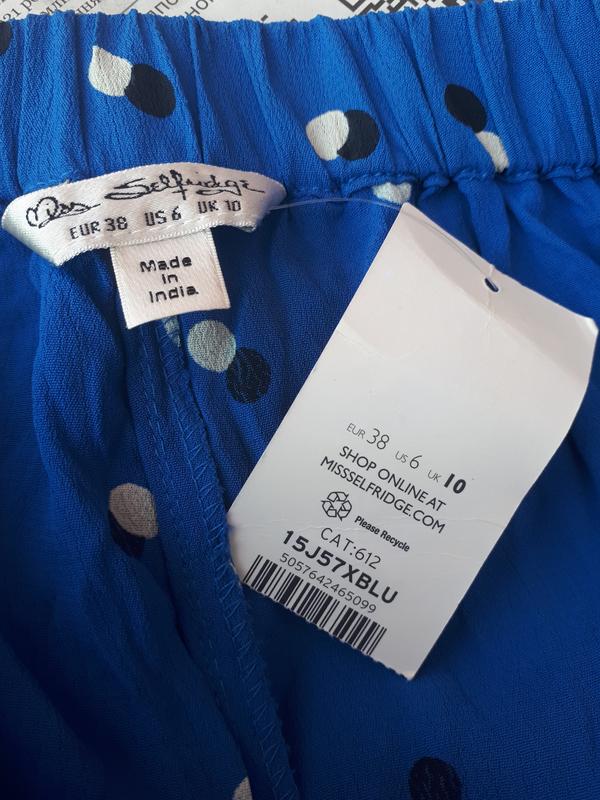 Miss Selfridge
EUR 38 US 6 UK 10
Made
in
India
EUR 38 US 6 UK 10
SHOP ONLINE AT
MISSSELFRIDGE.COM
Please Recycle
CAT:612
15J57XBLU
5057642465099